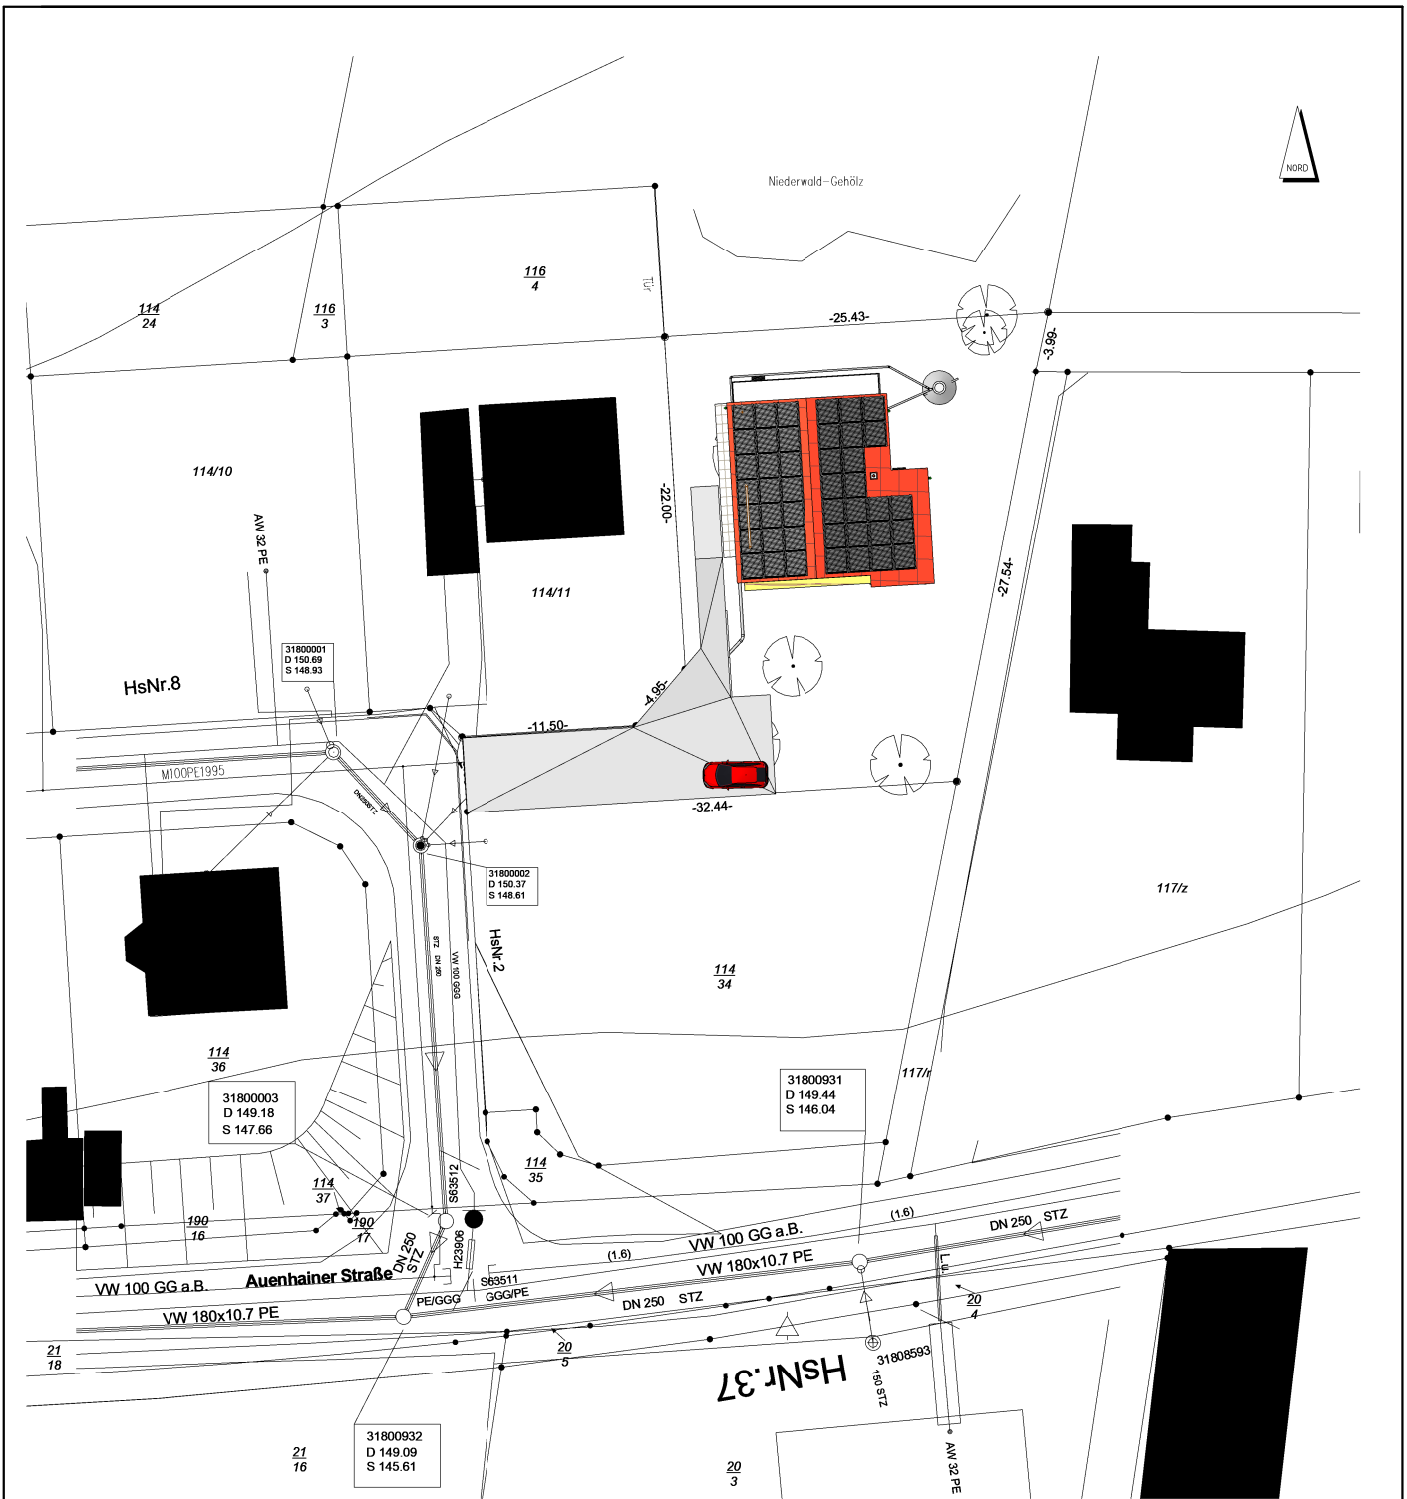 NORD
Niederwald-Gehölz
116
4
Tür
114
24
116
3
-25.43-
-3.99-
114/10
-22.00-
AW 32 PE
-27.54-
114/11
31800001
D 150.69
S 148.93
HsNr.8
-4.95-
-11.50-
M100PE1995
DN250STZ
-32.44-
31800002
D 150.37
S 148.61
117/z
HsNr.2
STZ DN 250
VW 100 GGG
114
34
114
36
117/r
31800931
D 149.44
S 146.04
31800003
D 149.18
S 147.66
114
35
S63512
114
37
190
16
190
17
(1.6)
DN 250 STZ
VW 100 GG a.B.
(1.6)
H23906
DN 250
STZ
VW 180x10.7 PE
Lu.
Auenhainer Straße
S63511
VW 100 GG a.B.
PE/GGG
GGG/PE
DN 250 STZ
20
4
VW 180x10.7 PE
21
18
20
5
31808593
HsNr.37
150 STZ
31800932
D 149.09
S 145.61
21
16
20
3
AW 32 PE